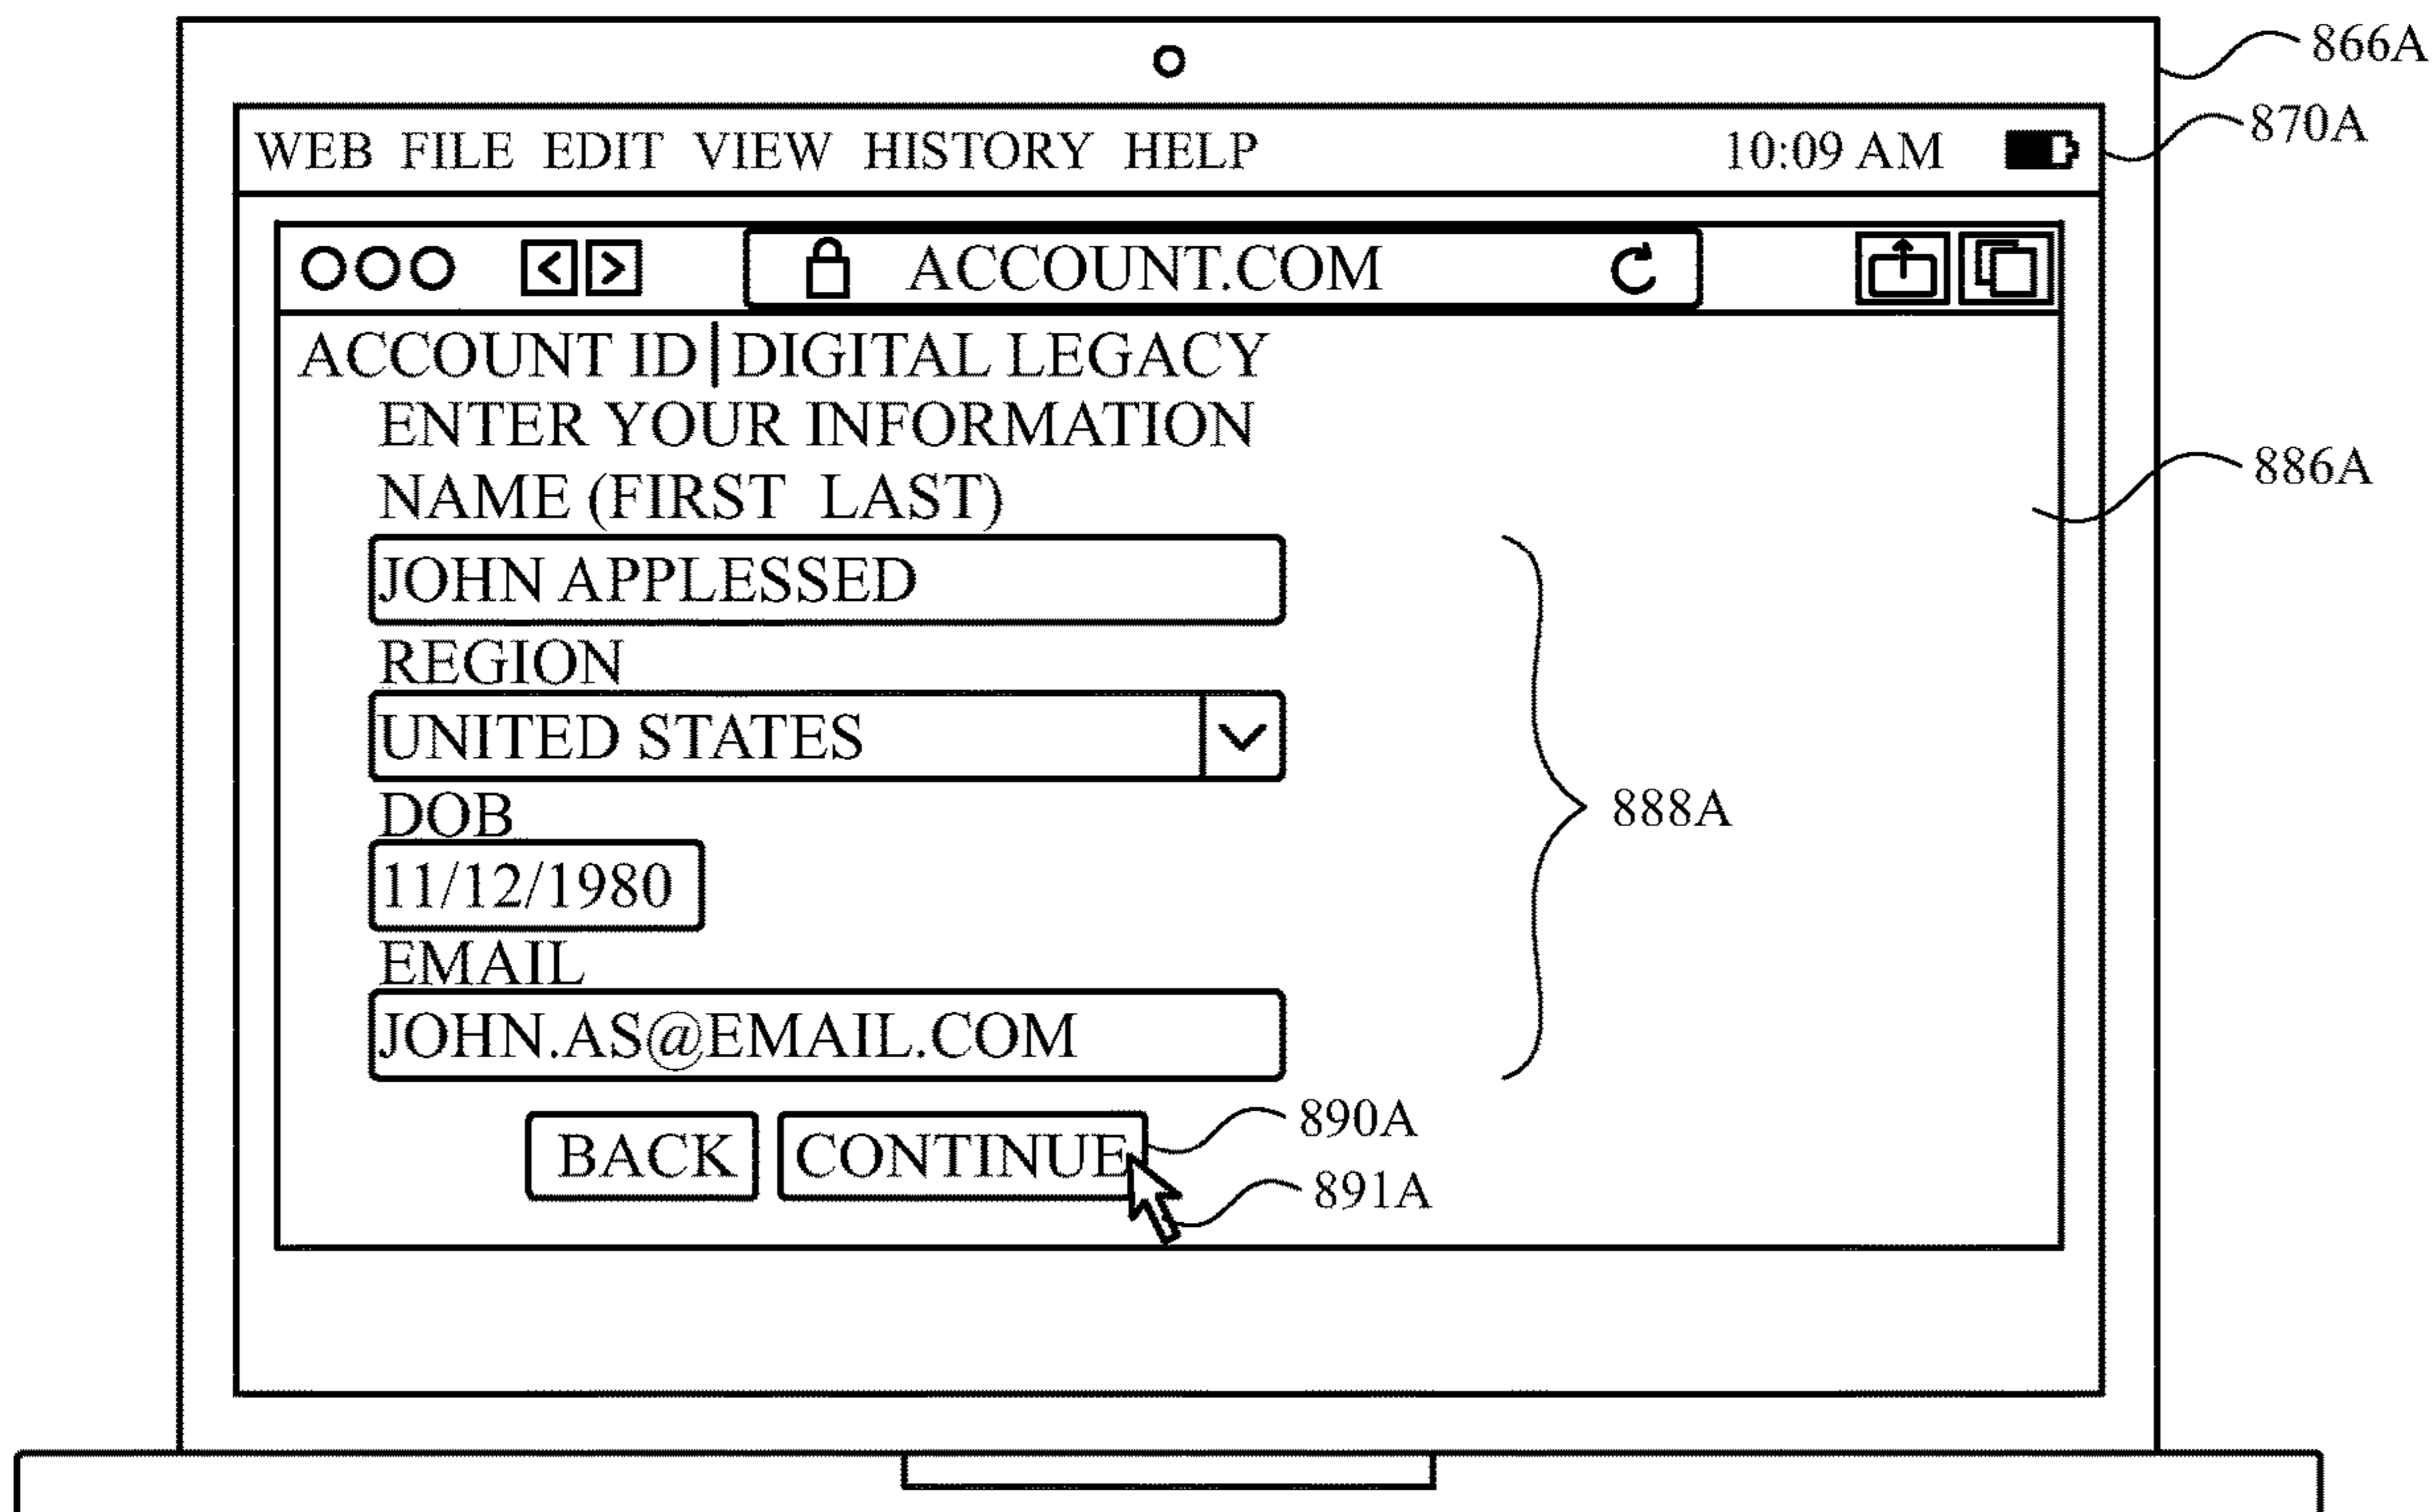 866A
WEB FILE EDIT VIEW HISTORY HELP 10:09 AM
870A
ACCOUNT.COM
ACCOUNT ID|DIGITAL LEGACY
ENTER YOUR INFORMATION
886A
NAME (FIRST LAST)
JOHN APPLESSED
REGION
UNITED STATES
DOB
888A
11/12/1980
EMAIL
JOHN.AS@EMAIL.COM
890A
BACK CONTINUE
891A